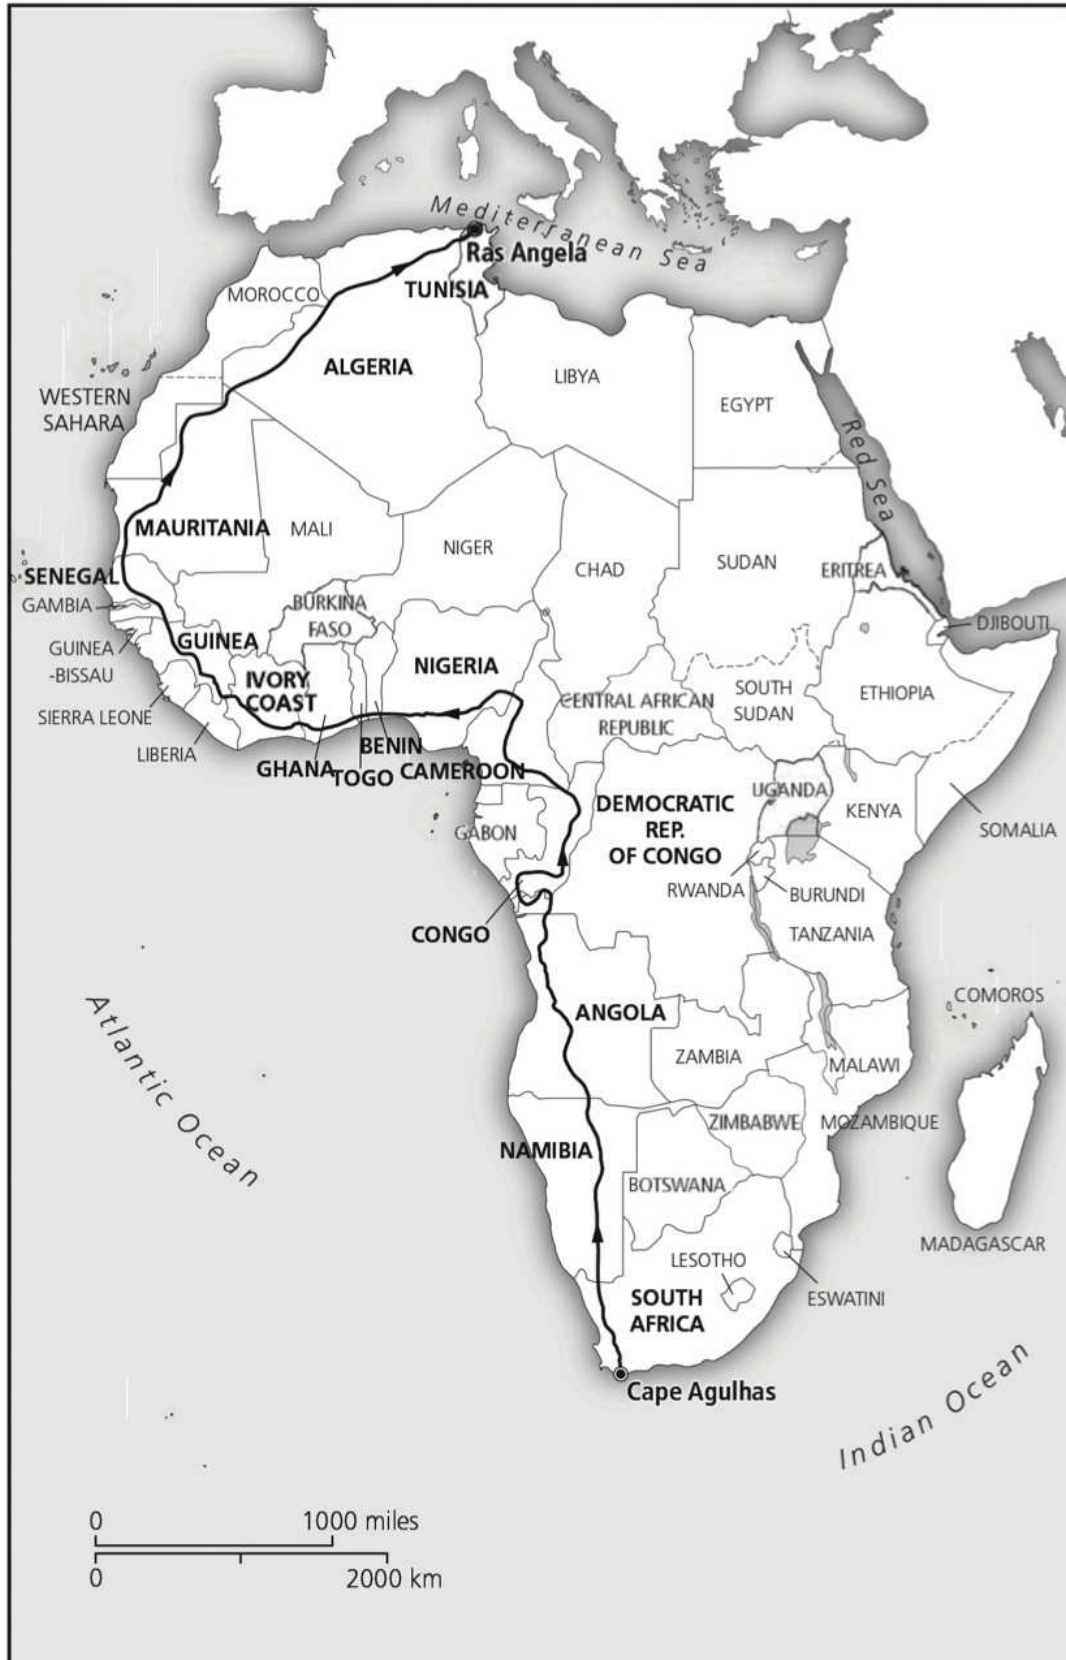 Mediterranean Sea
Ras Angela
TUNISIA
MOROCCO
ALGERIA
LIBYA
EGYPT
WESTERN
SAHARA
Red Sea
MAURITANIA
MALI
NIGER
CHAD
SUDAN
ERITREA
SENEGAL
GAMBIA
DJIBOUTI
BURKINA
FASO
GUINEA
-BISSAU
GUINEA
IVORY
COAST
NIGERIA
CENTRAL AFRICAN
REPUBLIC
SOUTH
SUDAN
ETHIOPIA
SIERRA LEONE
LIBERIA
GHANA
TOGO
BENIN
CAMEROON
UGANDA
KENYA
SOMALIA
GABON
DEMOCRATIC
REP.
OF CONGO
RWANDA
BURUNDI
TANZANIA
CONGO
COMOROS
ANGOLA
ZAMBIA
MALAWI
Atlantic Ocean
ZIMBABWE
MOZAMBIQUE
NAMIBIA
BOTSWANA
MADAGASCAR
LESOTHO
ESWATINI
SOUTH
AFRICA
Cape Agulhas
Indian Ocean
0 1000 miles
0 2000 km